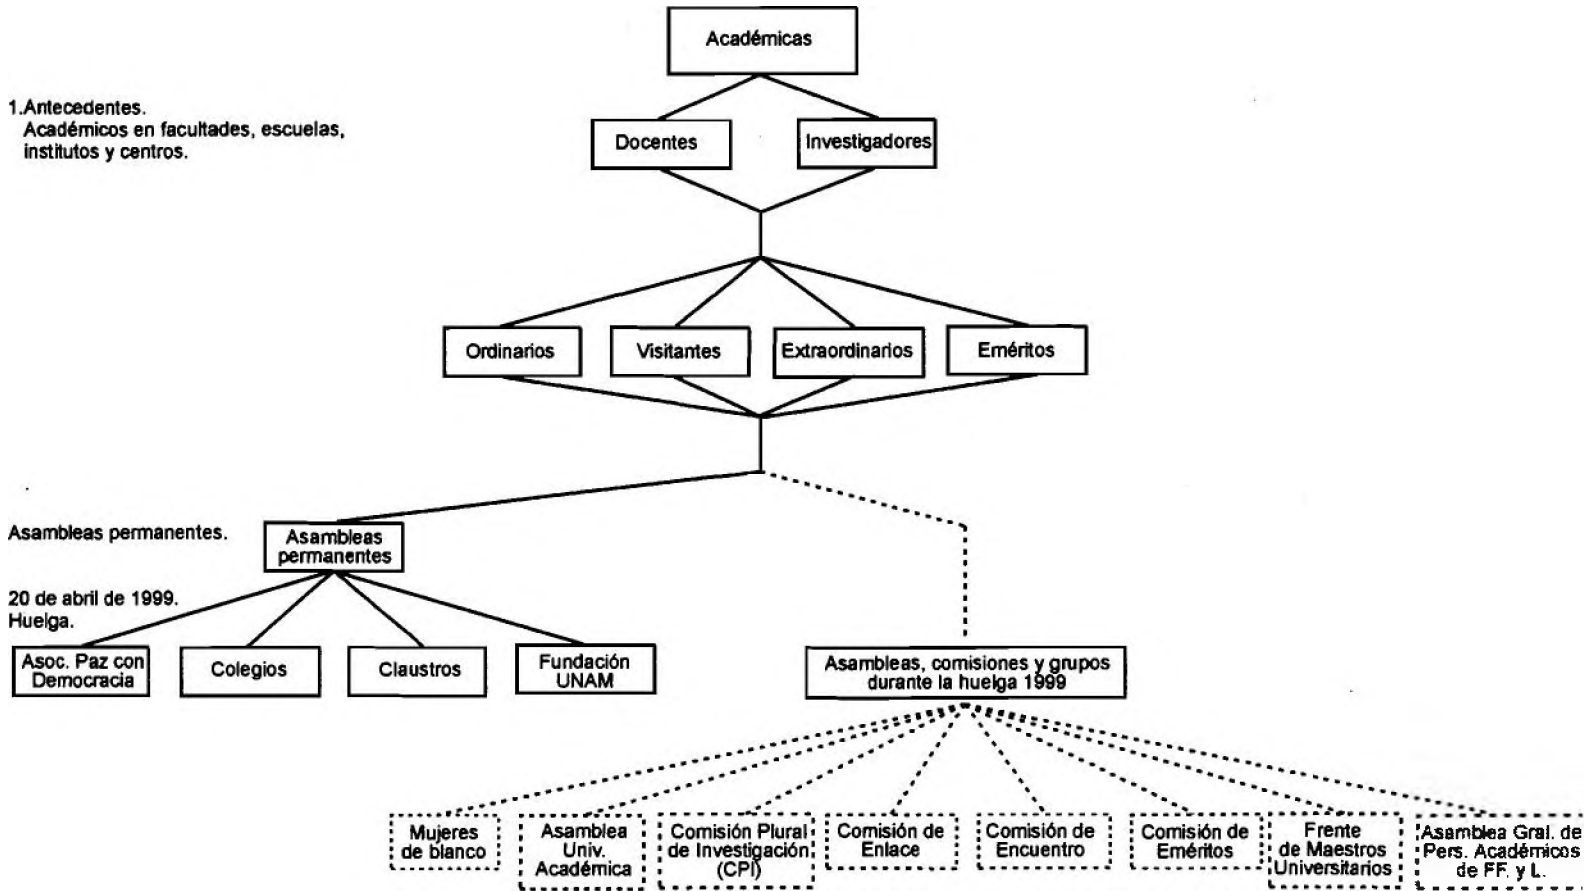 Académicas
1.Antecedentes.
Académicos en facultades, escuelas,
institutos y centros.
Docentes
Investigadores
Ordinarios
Visitantes
Extraordinarios
Eméritos
Asambleas permanentes.
Asambleas
permanentes
20 de abril de 1999.
Huelga.
Asoc. Paz con
Democracia
Colegios
Claustros
Fundación
UNAM
Asambleas, comisiones y grupos
durante la huelga 1999
Mujeres
de blanco
Asamblea
Univ.
Académica
Comisión Plural
de Investigación
(CPI)
Comisión de
Enlace
Comisión de
Encuentro
Comisión de
Eméritos
Frente
de Maestros
Universitarios
Asamblea Gral. de
Pers. Académicos
de FF. y L.